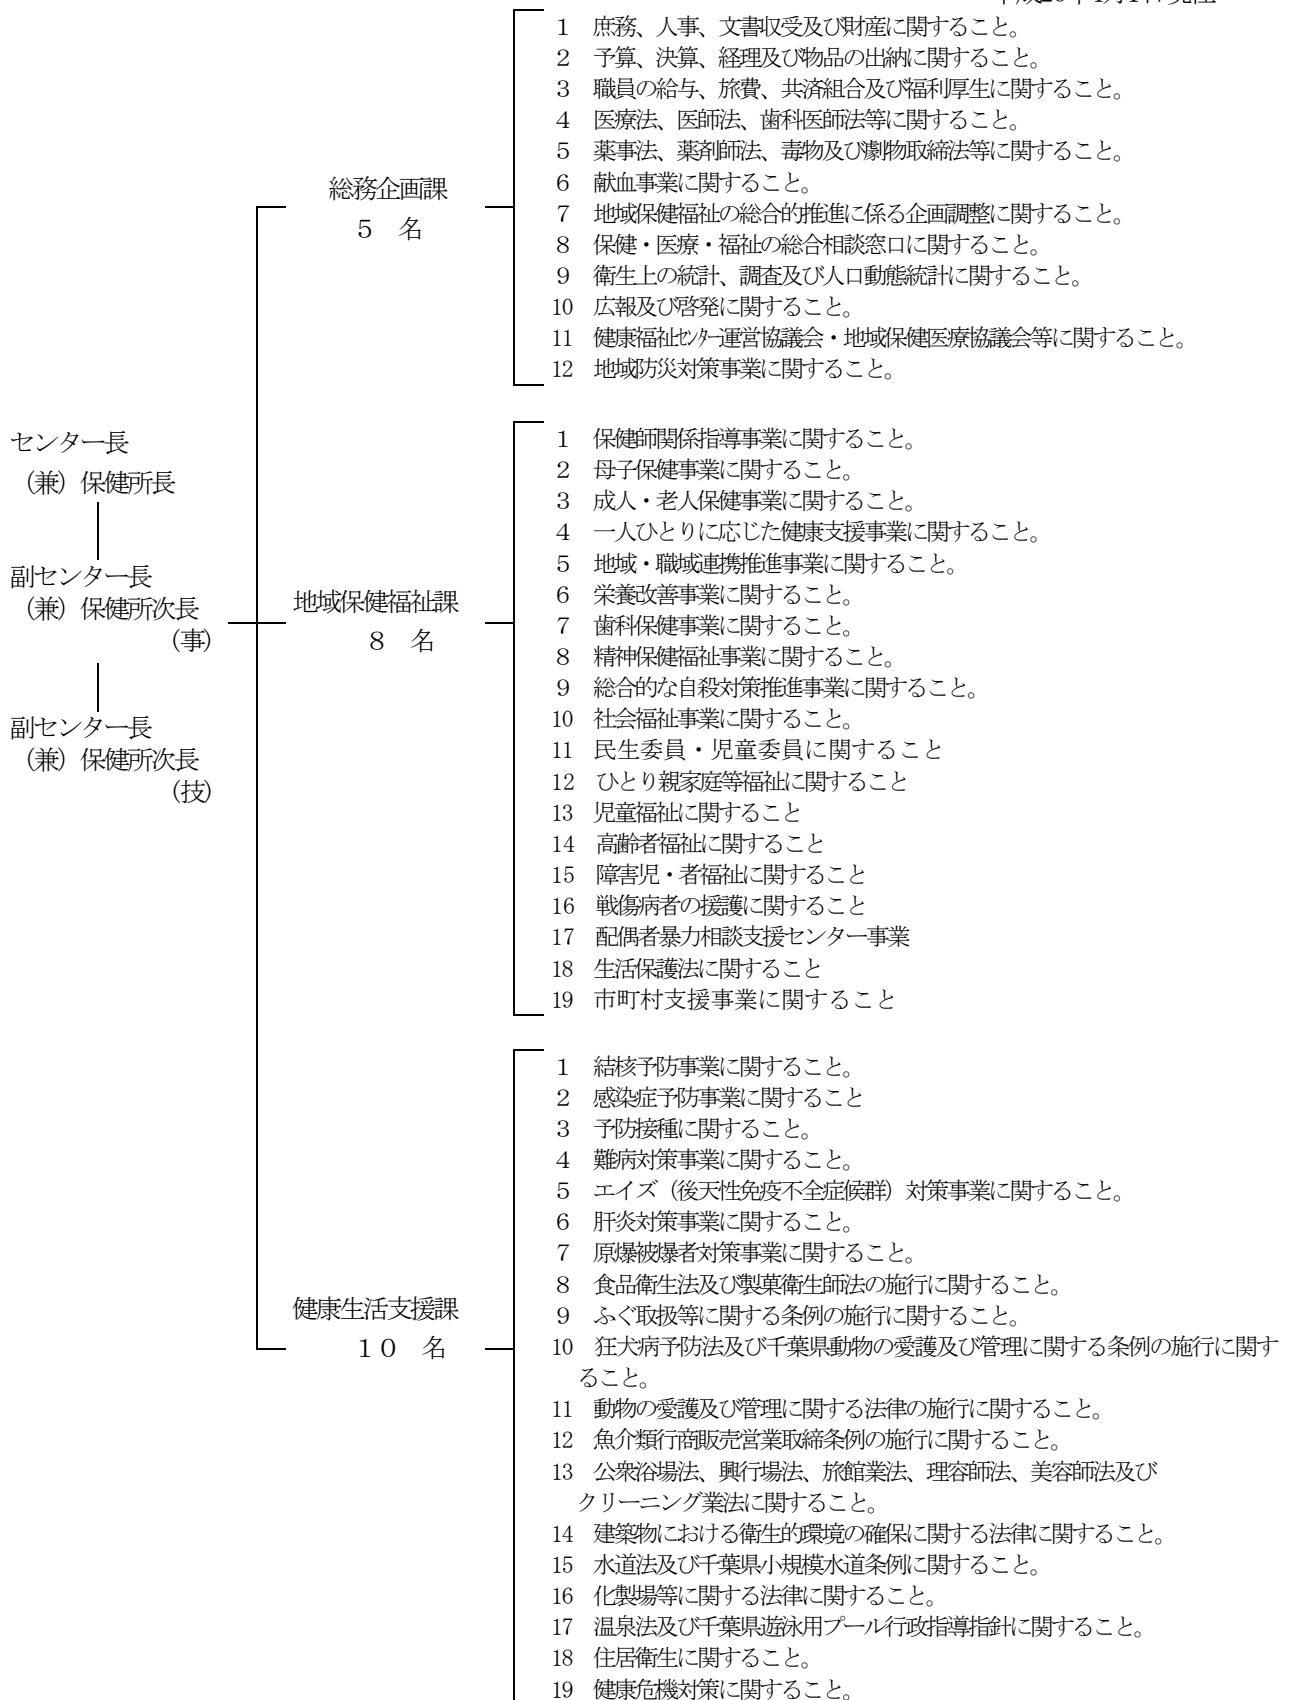 1 庶務、人事、文書収受及び財産に関すること。
2 予算、決算、経理及び物品の出納に関すること。
3 職員の給与、旅費、共済組合及び福利厚生に関すること。
4 医療法、医師法、歯科医師法等に関すること。
5 薬事法、薬剤師法、毒物及び劇物取締法等に関すること。
6 献血事業に関すること。
7 地域保健福祉の総合的推進に係る企画調整に関すること。
8 保健・医療・福祉の総合相談窓口に関すること。
9 衛生上の統計、調査及び人口動態統計に関すること。
10 広報及び啓発に関すること。
11 健康福祉ｾﾝﾀｰ運営協議会・地域保健医療協議会等に関すること。
12 地域防災対策事業に関すること。
総務企画課
５ 名
センター長
（兼）保健所長
副センター長
（兼）保健所次長
（事）
副センター長
（兼）保健所次長
（技）
地域保健福祉課
８ 名
1 保健師関係指導事業に関すること。
2 母子保健事業に関すること。
3 成人・老人保健事業に関すること。
4 一人ひとりに応じた健康支援事業に関すること。
5 地域・職域連携推進事業に関すること。
6 栄養改善事業に関すること。
7 歯科保健事業に関すること。
8 精神保健福祉事業に関すること。
9 総合的な自殺対策推進事業に関すること。
10 社会福祉事業に関すること。
11 民生委員・児童委員に関すること
12 ひとり親家庭等福祉に関すること
13 児童福祉に関すること
14 高齢者福祉に関すること
15 障害児・者福祉に関すること
16 戦傷病者の援護に関すること
17 配偶者暴力相談支援センター事業
18 生活保護法に関すること
19 市町村支援事業に関すること
健康生活支援課
１０ 名
1 結核予防事業に関すること。
2 感染症予防事業に関すること
3 予防接種に関すること。
4 難病対策事業に関すること。
5 エイズ（後天性免疫不全症候群）対策事業に関すること。
6 肝炎対策事業に関すること。
7 原爆被爆者対策事業に関すること。
8 食品衛生法及び製菓衛生師法の施行に関すること。
9 ふぐ取扱等に関する条例の施行に関すること。
10 狂犬病予防法及び千葉県動物の愛護及び管理に関する条例の施行に関す
ること。
11 動物の愛護及び管理に関する法律の施行に関すること。
12 魚介類行商販売営業取締条例の施行に関すること。
13 公衆浴場法、興行場法、旅館業法、理容師法、美容師法及び
クリーニング業法に関すること。
14 建築物における衛生的環境の確保に関する法律に関すること。
15 水道法及び千葉県小規模水道条例に関すること。
16 化製場等に関する法律に関すること。
17 温泉法及び千葉県遊泳用プール行政指導指針に関すること。
18 住居衛生に関すること。
19 健康危機対策に関すること。